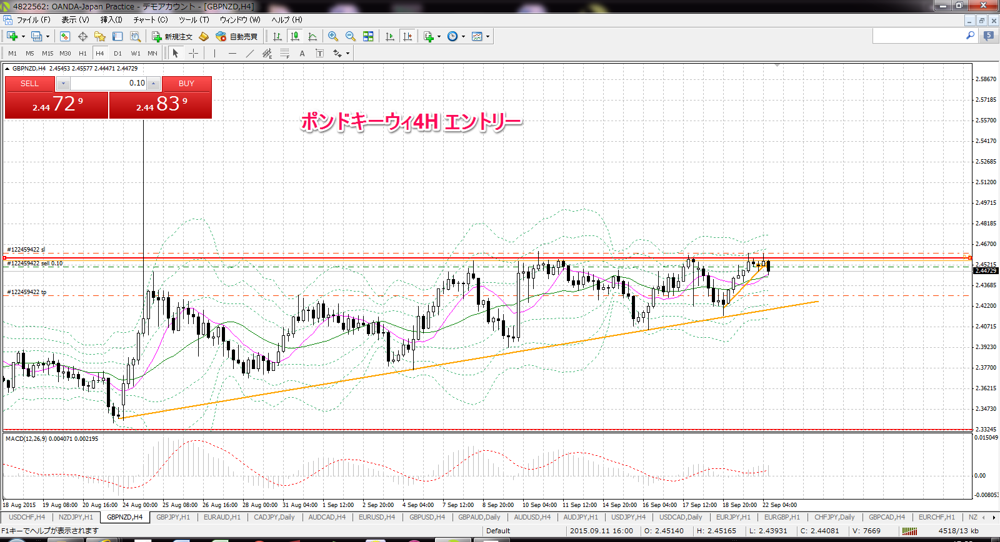 4822562: OANDA-Japan Practice - デモアカウント - [GBPNZD,H4]
ファイル (F) 表示 (V) 挿入(I) チャート (C) ツール (T) ウィンドウ (W) ヘルプ (H)
新規注文 自動売買 5
M1 M5 M15 M30 H1 H4 D1 W1 MN A T
GBPNZD,H4 2.45453 2.45577 2.44471 2.44729
SELL 0.10 BUY
2.44 72 9 2.44 83 9
ポンドキーウィ4H エントリー
#122459422 sl
#122459422 sell 0.10
#122459422 tp
2.58670
2.57185
2.55700
2.54170
2.52685
2.51200
2.49715
2.48185
2.46700
2.45215
2.44729
2.43685
2.42200
2.40715
2.39230
2.37700
2.36215
2.34730
2.33245
MACD(12,26,9) 0.004071 0.002195
0.015049
0.00
-0.008053
18 Aug 2015 19 Aug 08:00 20 Aug 16:00 24 Aug 00:00 25 Aug 08:00 26 Aug 16:00 28 Aug 00:00 31 Aug 04:00 1 Sep 12:00 2 Sep 20:00 4 Sep 04:00 7 Sep 12:00 8 Sep 20:00 10 Sep 04:00 11 Sep 12:00 14 Sep 20:00 16 Sep 04:00 17 Sep 12:00 18 Sep 20:00 22 Sep 04:00
USDCHF,H4 NZDJPY,H1 GBPNZD,H4 GBPJPY,H1 EURAUD,H1 CADJPY,Daily AUDCAD,H4 EURUSD,H4 GBPUSD,H4 GBPAUD,Daily AUDUSD,H4 AUDJPY,H1 USDJPY,H4 USDCAD,Daily EURJPY,H1 EURGBP,H1 CHFJPY,Daily GBPCAD,H4 EURCHF,H1 NZ
F1キーでヘルプが表示されます Default 2015.09.11 16:00 O: 2.45140 H: 2.45165 L: 2.43931 C: 2.44081 V: 7669 4518/13 kb